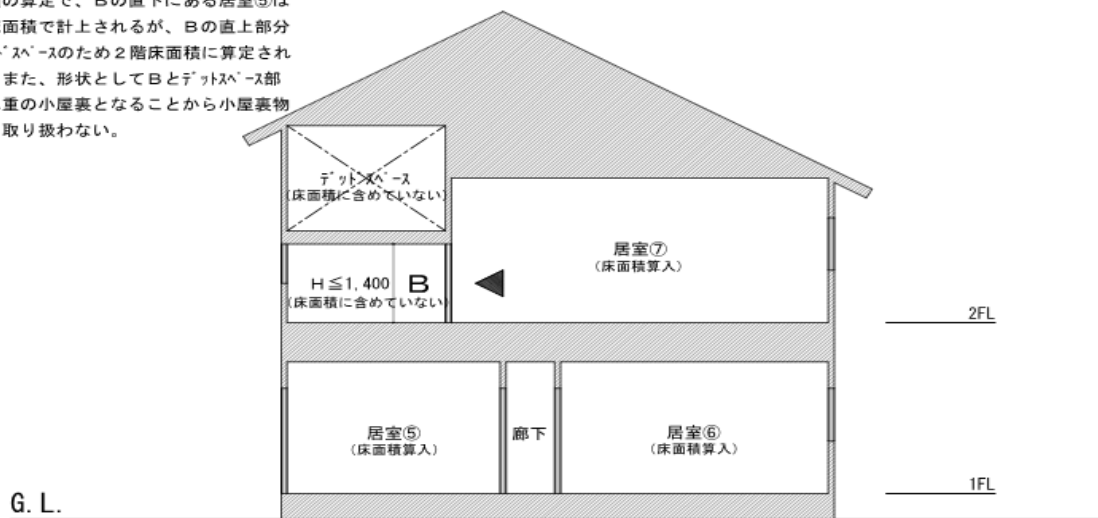 の算定で、Bの直下にある居室⑤は
面積で計上されるが、Bの直上部分
ﾞｽﾍﾟｰｽのため２階床面積に算定され
また、形状としてBとﾃﾞｯﾄｽﾍﾟｰｽ部
重の小屋裏となることから小屋裏物
取り扱わない。
ﾃﾞｯﾄｽﾍﾟｰｽ
(床面積に含めていない)
H≦1,400
B
(床面積に含めていない)
居室⑦
(床面積算入)
2FL
居室⑤
(床面積算入)
廊下
居室⑥
(床面積算入)
1FL
G.L.